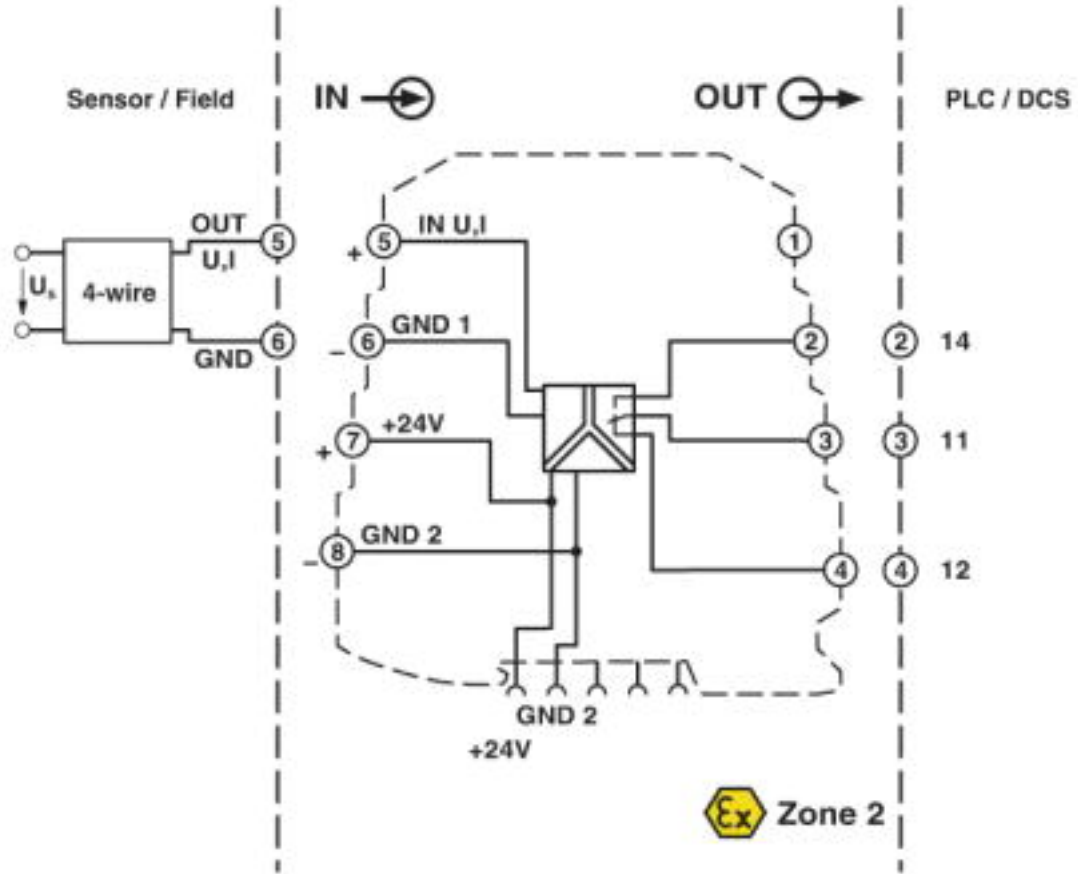 Sensor / Field IN OUT PLC / DCS
OUT 5 5 IN U,I 1
U,I +
Us 4-wire
6 6 GND 1 2 2 14
GND –
7 +24V 3 3 11
+
8 GND 2 4 4 12
–
GND 2
+24V
Ex Zone 2